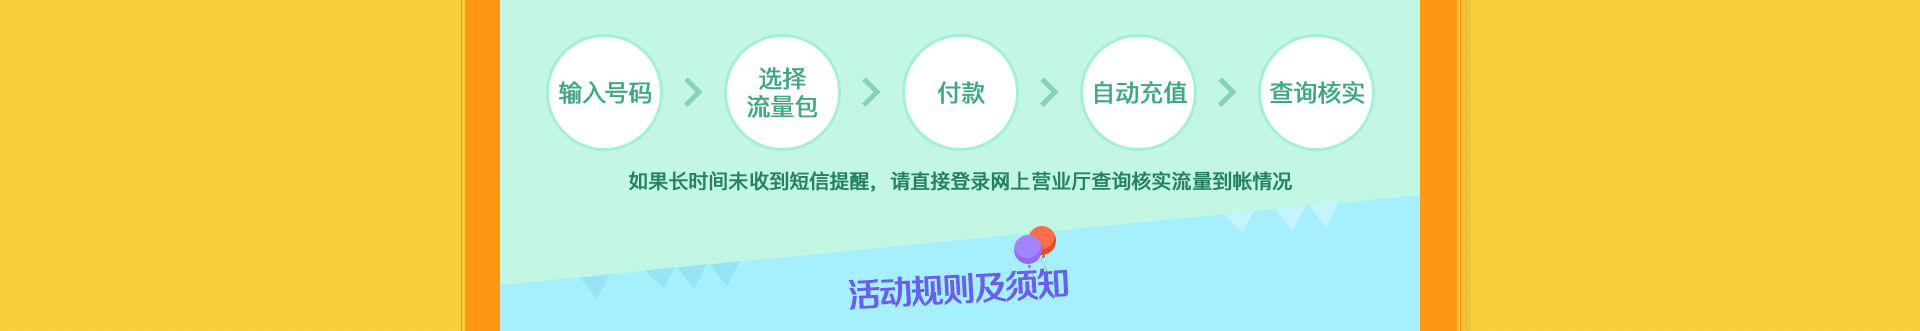 输入号码
选择
流量包
付款
自动充值
查询核实
如果长时间未收到短信提醒，请直接登录网上营业厅查询核实流量到帐情况
活动规则及须知